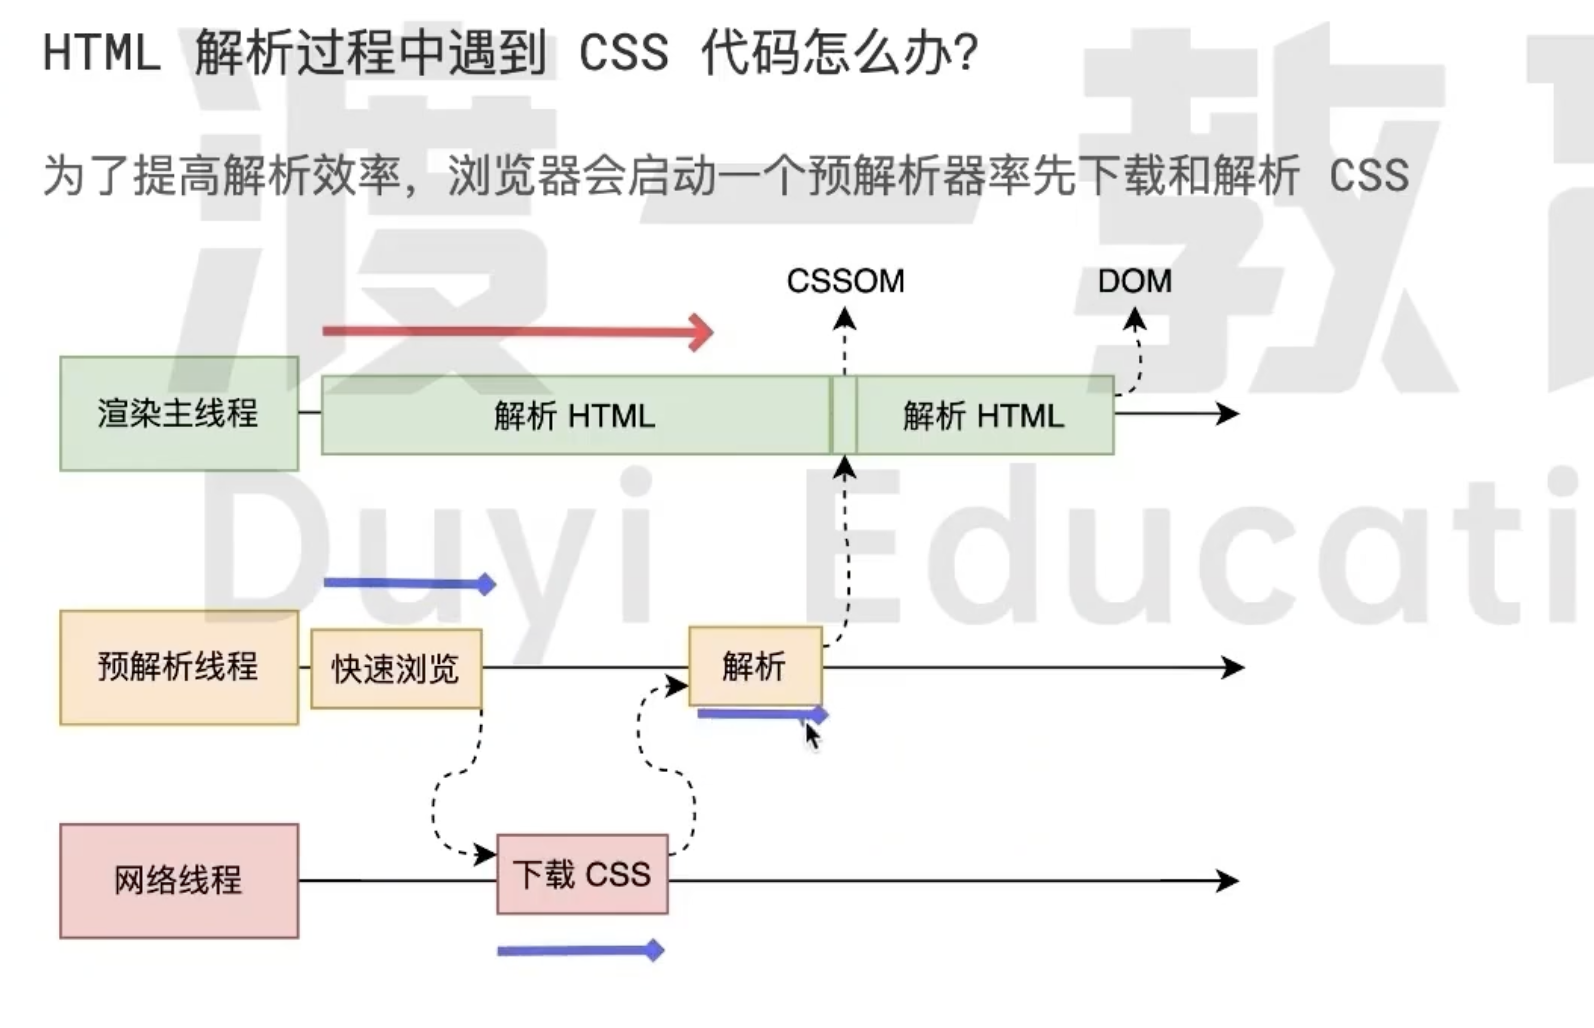 HTML 解析过程中遇到 CSS 代码怎么办?
为了提高解析效率，浏览器会启动一个预解析器率先下载和解析 CSS
CSSOM
DOM
渲染主线程
解析 HTML
解析 HTML
预解析线程
快速浏览
解析
网络线程
下载 CSS
渡一教育
Duyi Educati